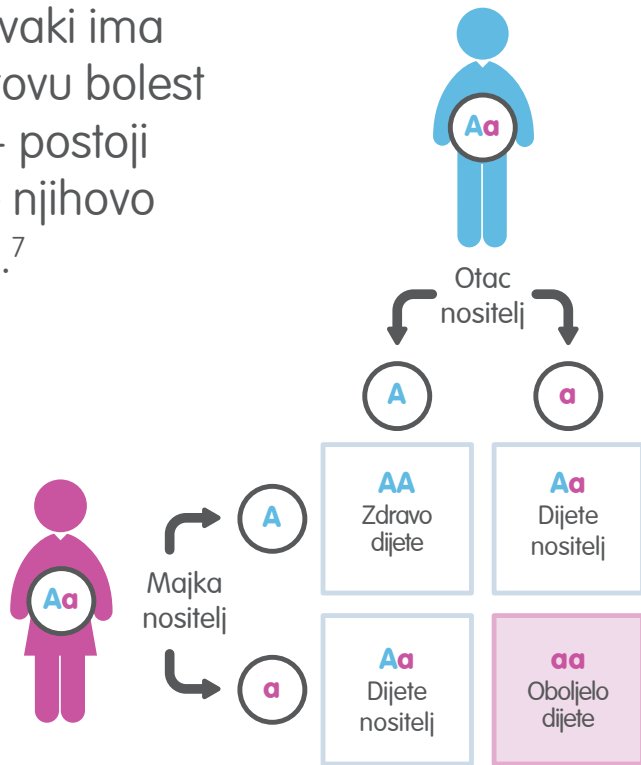 vaki ima
ovu bolest
- postoji
njihovo
.7
Aa
Otac
nositelj
A
a
Aa
Majka
nositelj
A
a
AA
Zdravo
dijete
Aa
Dijete
nositelj
Aa
Dijete
nositelj
aa
Oboljelo
dijete